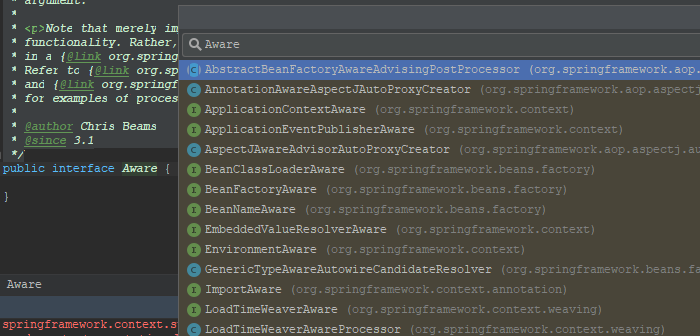 * argument.
*
* <p>Note that merely im
* functionality. Rather,
* in a {@link org.spring
* Refer to {@link org.sp
* and {@link org.springf
* for examples of proces
*
* @author Chris Beams
* @since 3.1
*/
public interface Aware {
}
Aware
springframework.context.s
Aware
AbstractBeanFactoryAwareAdvisingPostProcessor (org.springframework.aop.
AnnotationAwareAspectJAutoProxyCreator (org.springframework.aop.aspectj
ApplicationContextAware (org.springframework.context)
ApplicationEventPublisherAware (org.springframework.context)
AspectJAwareAdvisorAutoProxyCreator (org.springframework.aop.aspectj.au
BeanClassLoaderAware (org.springframework.beans.factory)
BeanFactoryAware (org.springframework.beans.factory)
BeanNameAware (org.springframework.beans.factory)
EmbeddedValueResolverAware (org.springframework.context)
EnvironmentAware (org.springframework.context)
GenericTypeAwareAutowireCandidateResolver (org.springframework.beans.fa
ImportAware (org.springframework.context.annotation)
LoadTimeWeaverAware (org.springframework.context.weaving)
LoadTimeWeaverAwareProcessor (org.springframework.context.weaving)